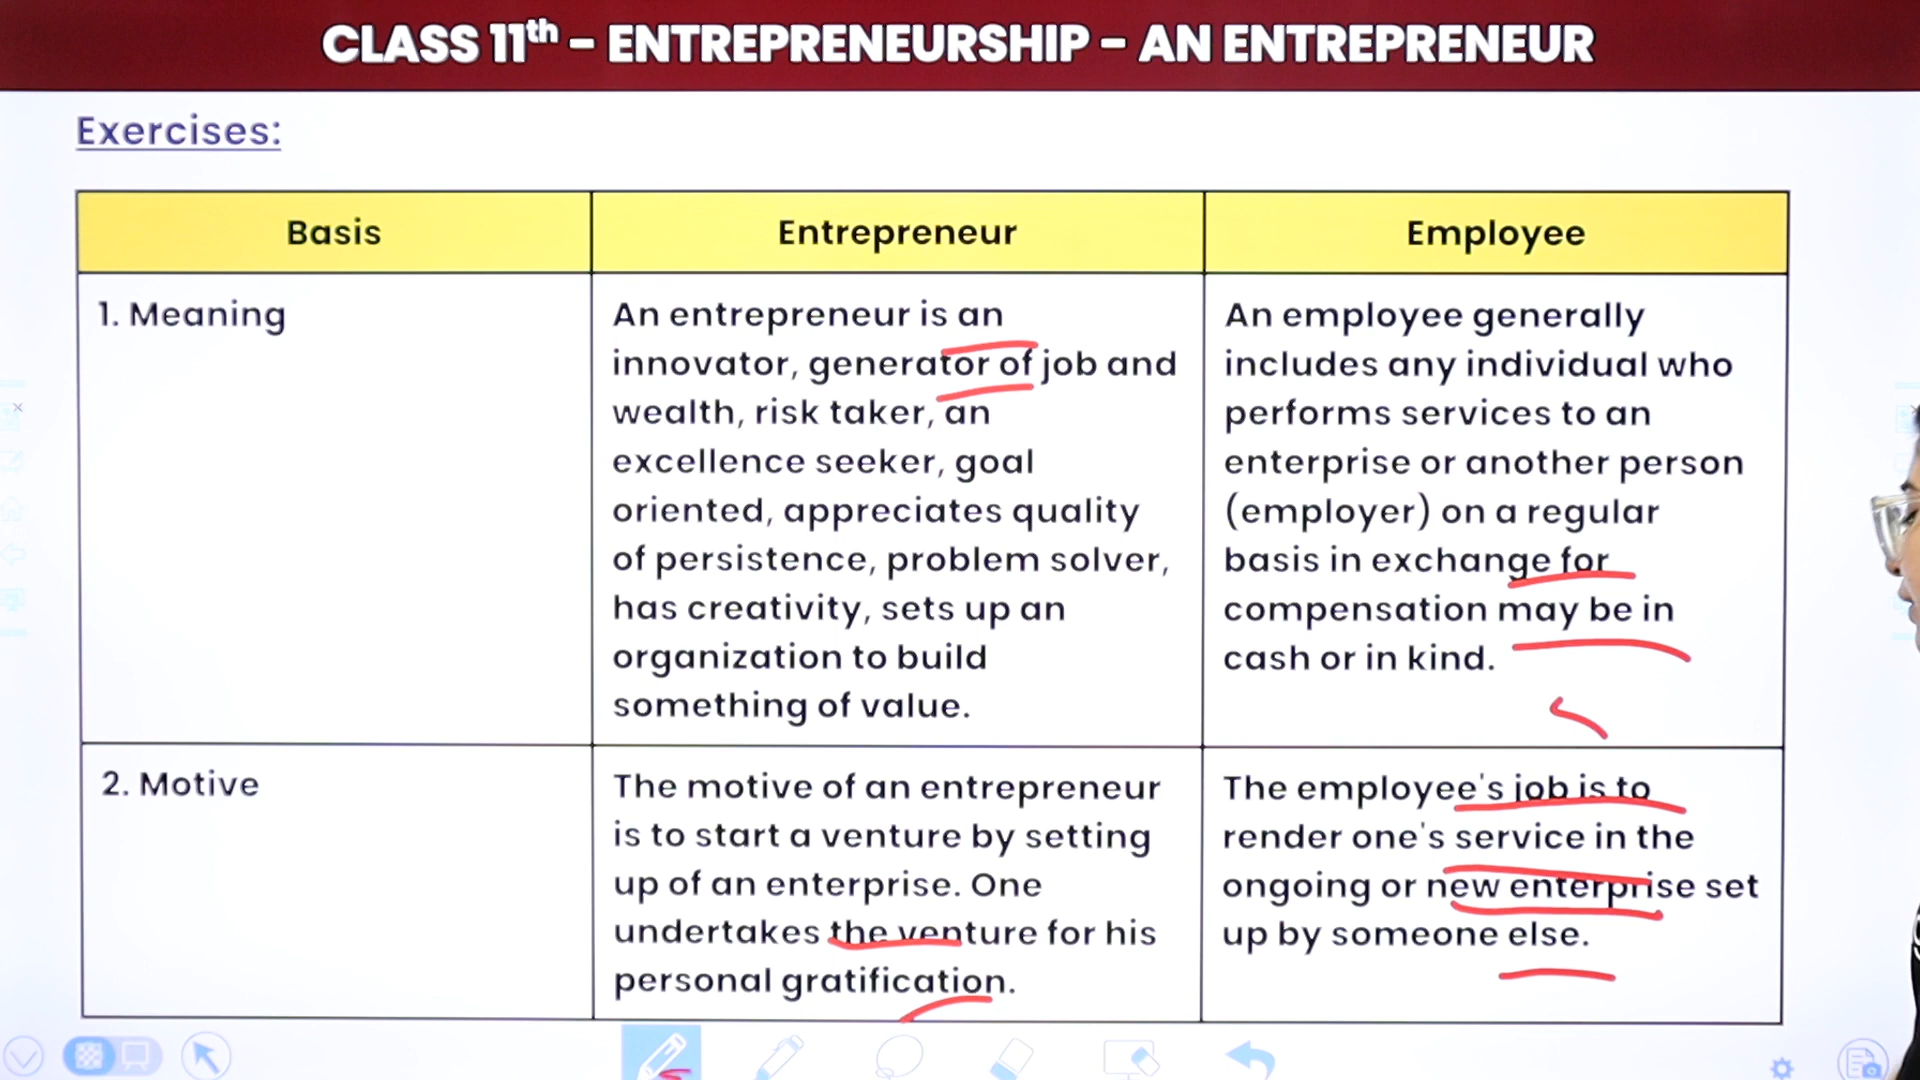 CLASS 11th – ENTREPRENEURSHIP – AN ENTREPRENEUR
Exercises:
Basis
Entrepreneur
Employee
1. Meaning
An entrepreneur is an
innovator, generator of job and
wealth, risk taker, an
excellence seeker, goal
oriented, appreciates quality
of persistence, problem solver,
has creativity, sets up an
organization to build
something of value.
An employee generally
includes any individual who
performs services to an
enterprise or another person
(employer) on a regular
basis in exchange for
compensation may be in
cash or in kind.
2. Motive
The motive of an entrepreneur
is to start a venture by setting
up of an enterprise. One
undertakes the venture for his
personal gratification.
The employee's job is to
render one's service in the
ongoing or new enterprise set
up by someone else.